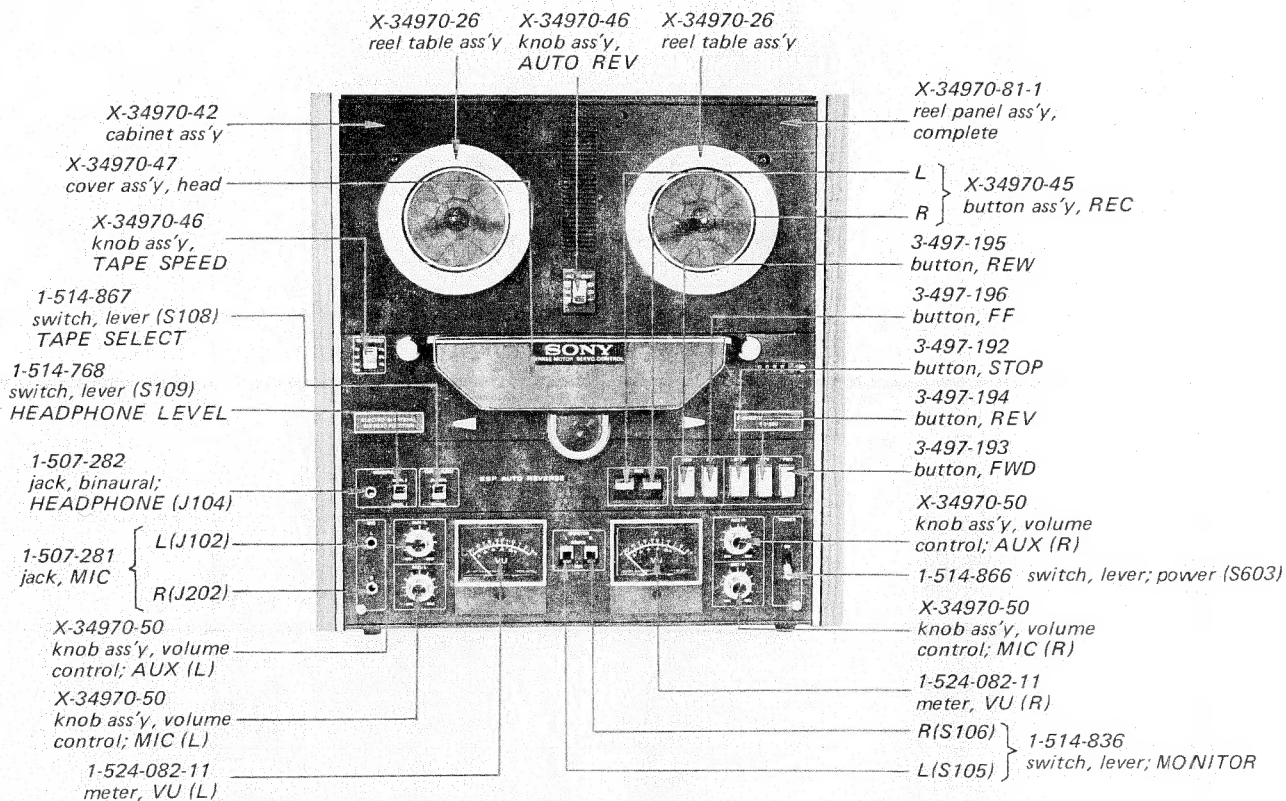 X-34970-26
reel table ass'y
X-34970-46
knob ass'y,
AUTO REV
X-34970-26
reel table ass'y
X-34970-42
cabinet ass'y
X-34970-47
cover ass'y, head
X-34970-46
knob ass'y,
TAPE SPEED
1-514-867
switch, lever (S108)
TAPE SELECT
1-514-768
switch, lever (S109)
HEADPHONE LEVEL
1-507-282
jack, binaural;
HEADPHONE (J104)
1-507-281
jack, MIC
L(J102)
R(J202)
X-34970-50
knob ass'y, volume
control; AUX (L)
X-34970-50
knob ass'y, volume
control; MIC (L)
1-524-082-11
meter, VU (L)
SONY
THREE MOTOR SERVO CONTROL
ESP AUTO REVERSE
VU
X-34970-81-1
reel panel ass'y,
complete
L
R
X-34970-45
button ass'y, REC
3-497-195
button, REW
3-497-196
button, FF
3-497-192
button, STOP
3-497-194
button, REV
3-497-193
button, FWD
X-34970-50
knob ass'y, volume
control; AUX (R)
1-514-866 switch, lever; power (S603)
X-34970-50
knob ass'y, volume
control; MIC (R)
1-524-082-11
meter, VU (R)
R(S106)
L(S105)
1-514-836
switch, lever; MONITOR